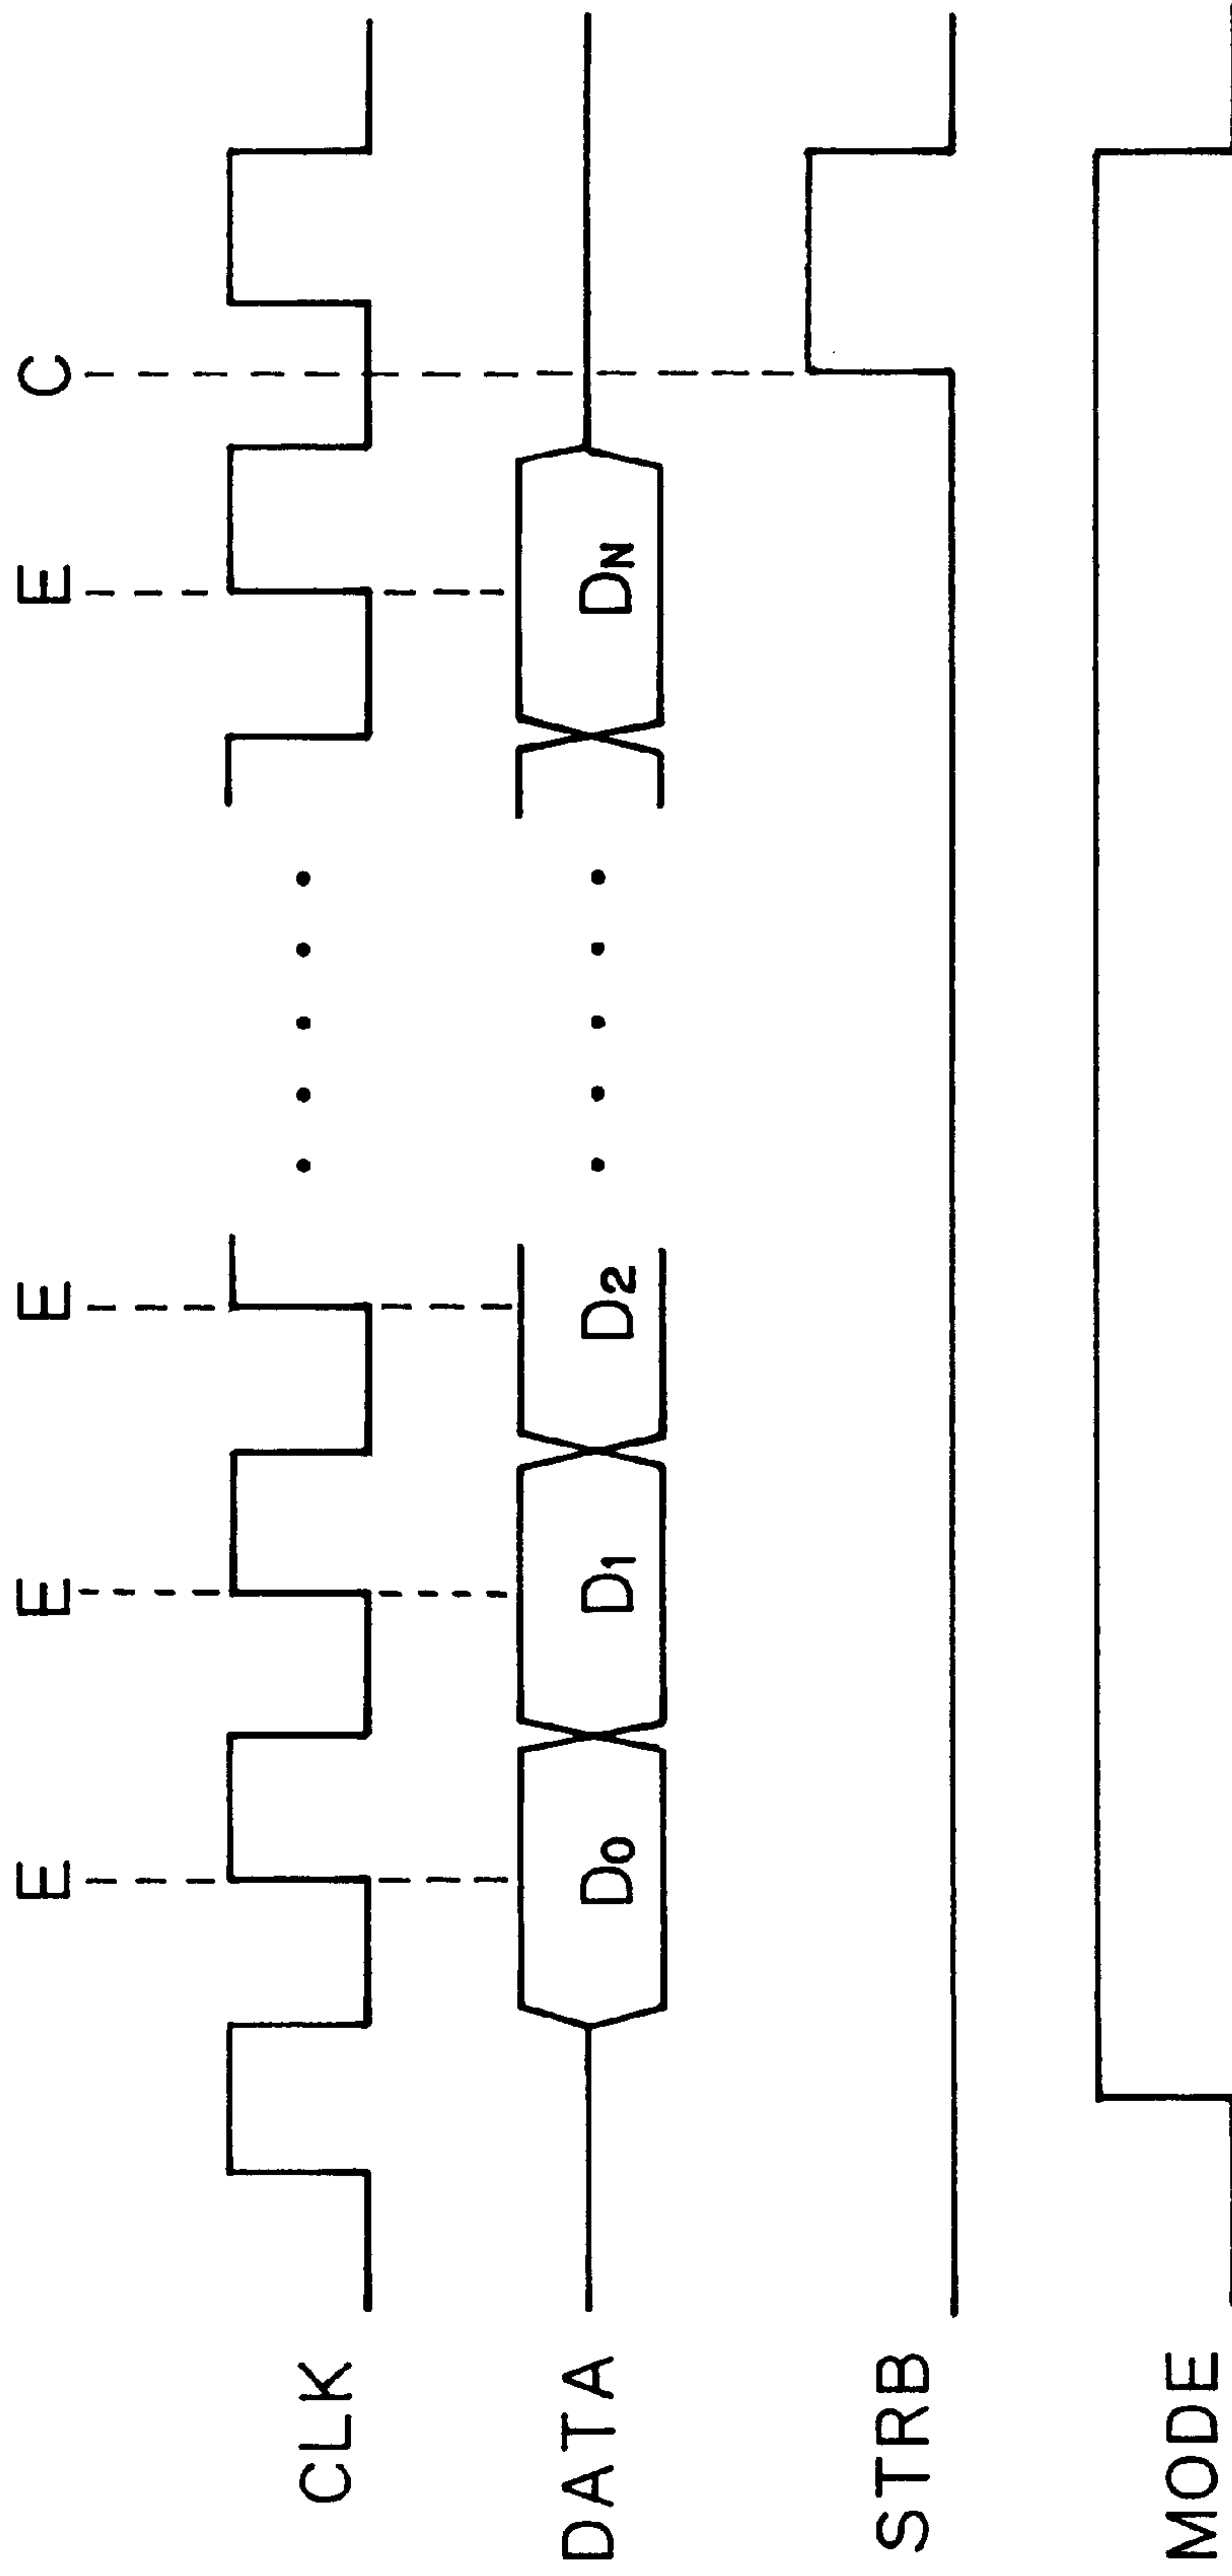 E E E E C
CLK
DATA D0 D1 D2 DN
STRB
MODE